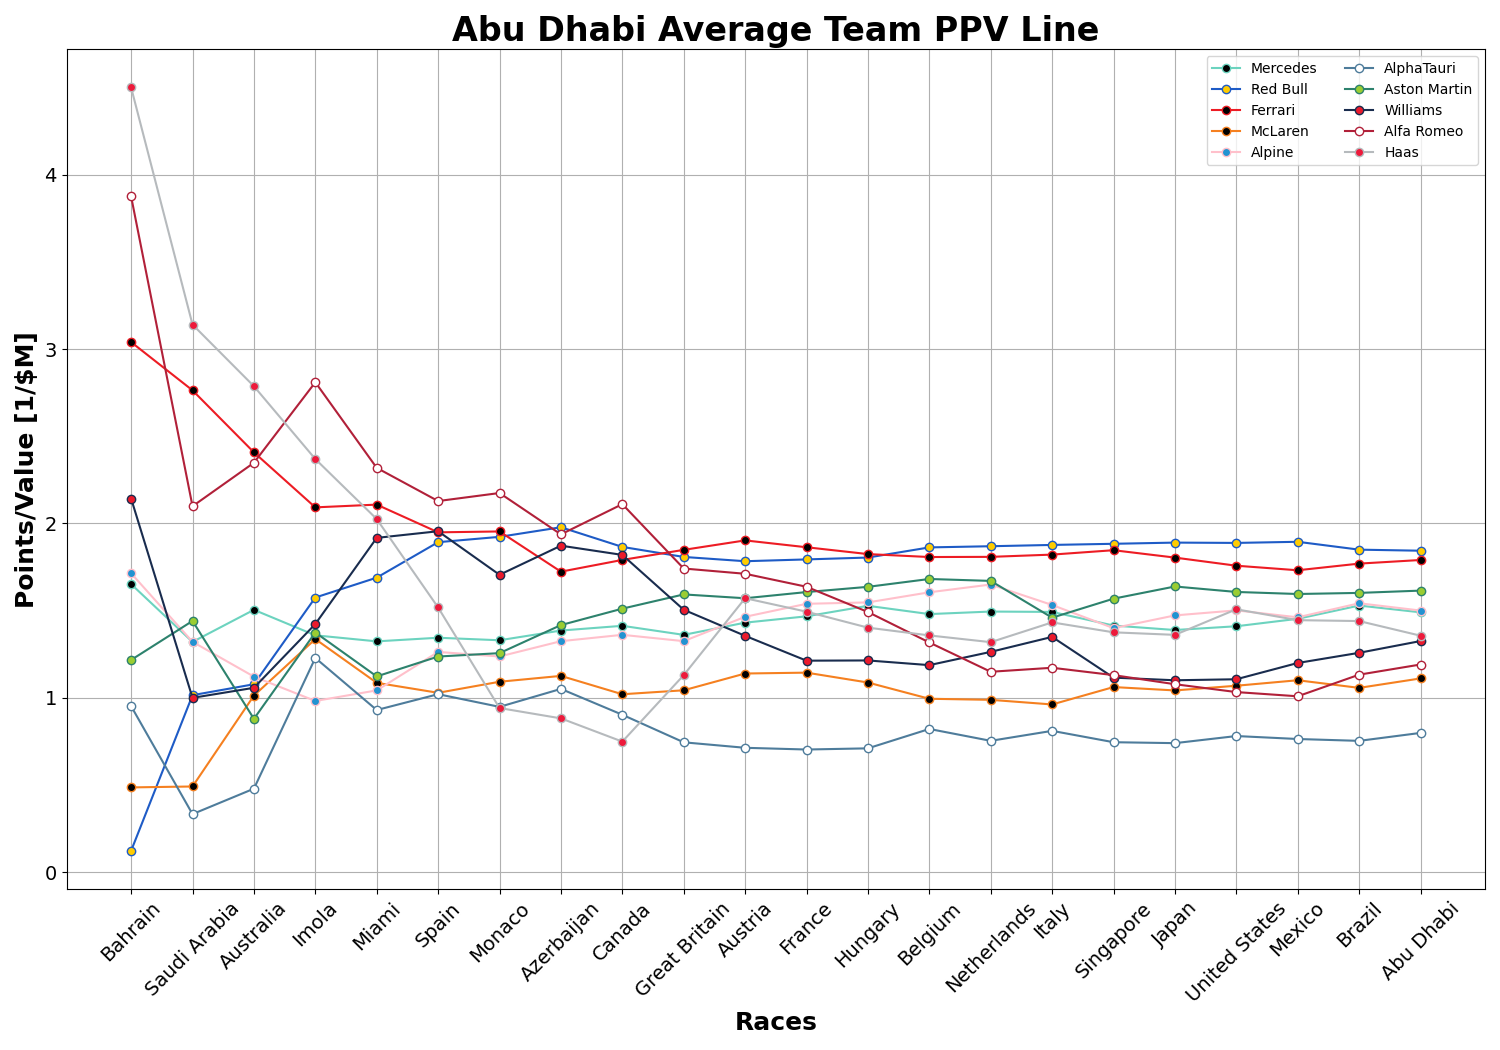 Abu Dhabi Average Team PPV Line
Mercedes
Red Bull
Ferrari
McLaren
Alpine
AlphaTauri
Aston Martin
Williams
Alfa Romeo
Haas
Points/Value [1/$M]
4
3
2
1
0
Bahrain
Saudi Arabia
Australia
Imola
Miami
Spain
Monaco
Azerbaijan
Canada
Great Britain
Austria
France
Hungary
Belgium
Netherlands
Italy
Singapore
Japan
United States
Mexico
Brazil
Abu Dhabi
Races